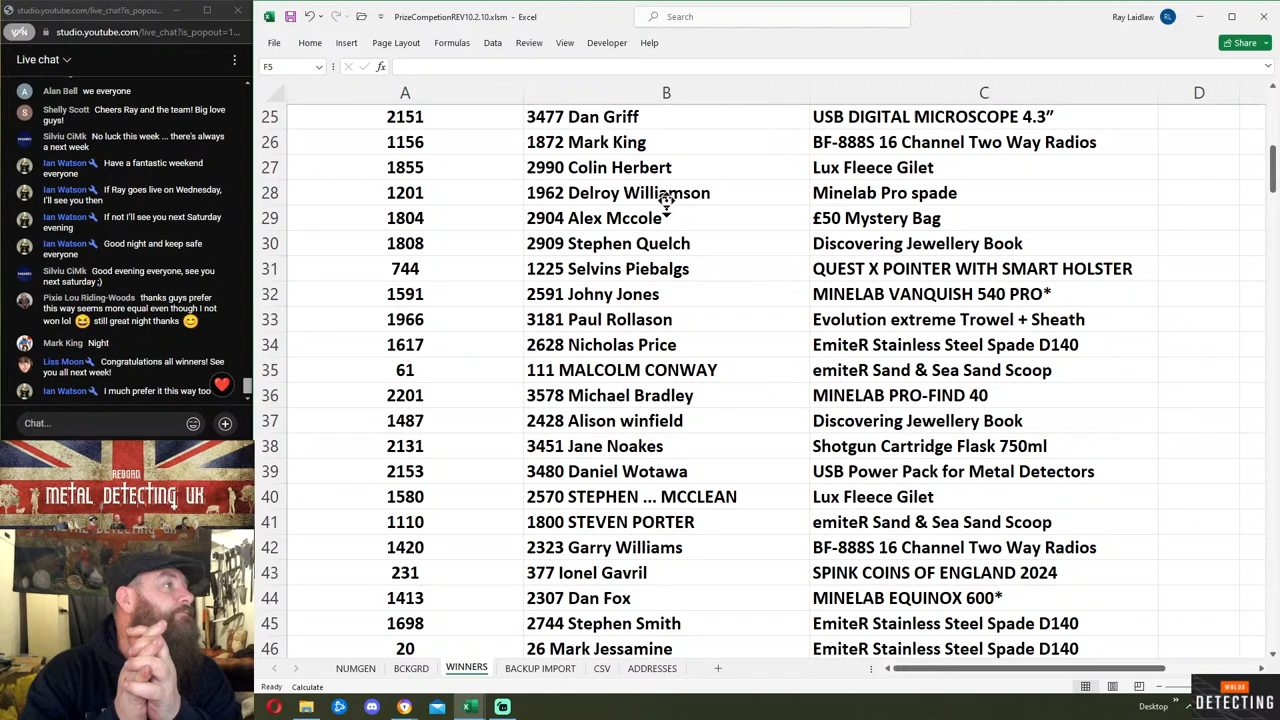 studio.youtube.com/live_chat?is_popou...
studio.youtube.com/live_chat?is_popout=1...
Live chat
Alan Bell we everyone
Shelly Scott Cheers Ray and the team! Big love
guys!
Silviu CiMk No luck this week ... there's always
a next week
Ian Watson Have a fantastic weekend
everyone
Ian Watson If Ray goes live on Wednesday,
I'll see you then
Ian Watson If not I'll see you next Saturday
evening
Ian Watson Good night and keep safe
everyone
Silviu CiMk Good evening everyone, see you
next saturday ;)
Pixie Lou Riding-Woods thanks guys prefer
this way seems more equal even though I not
won lol 😆 still great night thanks 😊
Mark King Night
Liss Moon Congratulations all winners! See
you all next week!
Ian Watson I much prefer it this way too
Chat...
REBORN
METAL DETECTING UK
PrizeCompetionREV10.2.10.xlsm - Excel
Search
Ray Laidlaw RL
File Home Insert Page Layout Formulas Data Review View Developer Help
Share
F5 fx
A B C D
25 2151 3477 Dan Griff USB DIGITAL MICROSCOPE 4.3”
26 1156 1872 Mark King BF-888S 16 Channel Two Way Radios
27 1855 2990 Colin Herbert Lux Fleece Gilet
28 1201 1962 Delroy Williamson Minelab Pro spade
29 1804 2904 Alex Mccole £50 Mystery Bag
30 1808 2909 Stephen Quelch Discovering Jewellery Book
31 744 1225 Selvins Piebalgs QUEST X POINTER WITH SMART HOLSTER
32 1591 2591 Johny Jones MINELAB VANQUISH 540 PRO*
33 1966 3181 Paul Rollason Evolution extreme Trowel + Sheath
34 1617 2628 Nicholas Price EmiteR Stainless Steel Spade D140
35 61 111 MALCOLM CONWAY emiteR Sand & Sea Sand Scoop
36 2201 3578 Michael Bradley MINELAB PRO-FIND 40
37 1487 2428 Alison winfield Discovering Jewellery Book
38 2131 3451 Jane Noakes Shotgun Cartridge Flask 750ml
39 2153 3480 Daniel Wotawa USB Power Pack for Metal Detectors
40 1580 2570 STEPHEN ... MCCLEAN Lux Fleece Gilet
41 1110 1800 STEVEN PORTER emiteR Sand & Sea Sand Scoop
42 1420 2323 Garry Williams BF-888S 16 Channel Two Way Radios
43 231 377 Ionel Gavril SPINK COINS OF ENGLAND 2024
44 1413 2307 Dan Fox MINELAB EQUINOX 600*
45 1698 2744 Stephen Smith EmiteR Stainless Steel Spade D140
46 20 26 Mark Jessamine EmiteR Stainless Steel Spade D140
NUMGEN BCKGRD WINNERS BACKUP IMPORT CSV ADDRESSES
Ready Calculate
Desktop
WOLDS
DETECTING